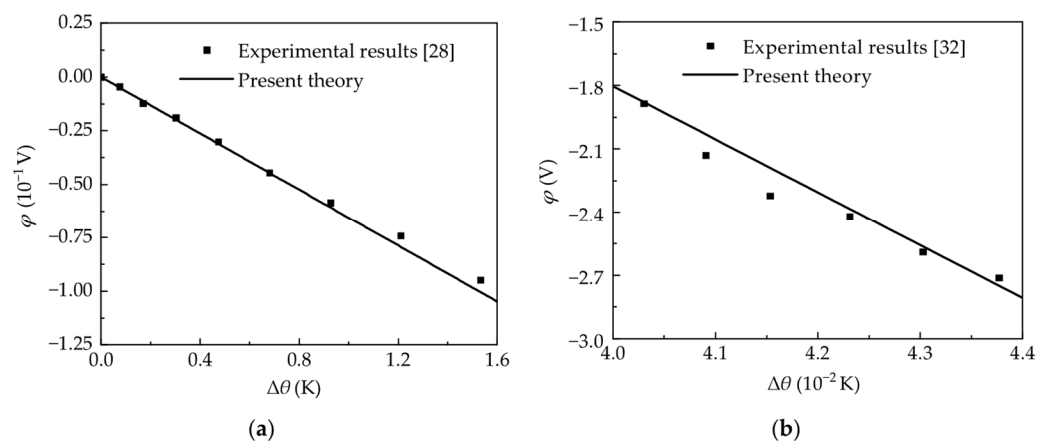 0.25
0.00
−0.25
−0.50
−0.75
−1.00
−1.25
φ (10⁻¹ V)
Experimental results [28]
Present theory
0.0 0.4 0.8 1.2 1.6
Δθ (K)
(a)
−1.5
−1.8
−2.1
−2.4
−2.7
−3.0
φ (V)
Experimental results [32]
Present theory
4.0 4.1 4.2 4.3 4.4
Δθ (10⁻² K)
(b)